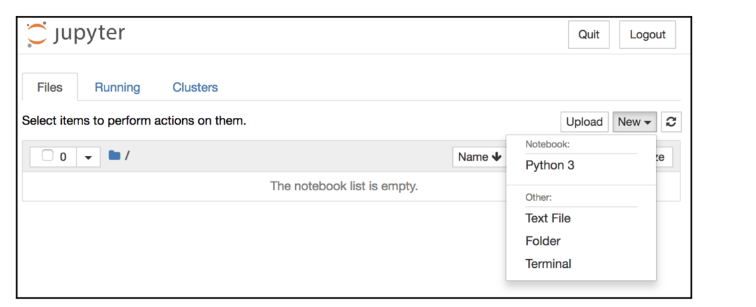 jupyter
Quit Logout
Files Running Clusters
Select items to perform actions on them.
Upload New
0 / Name
The notebook list is empty.
Notebook:
Python 3
Other:
Text File
Folder
Terminal